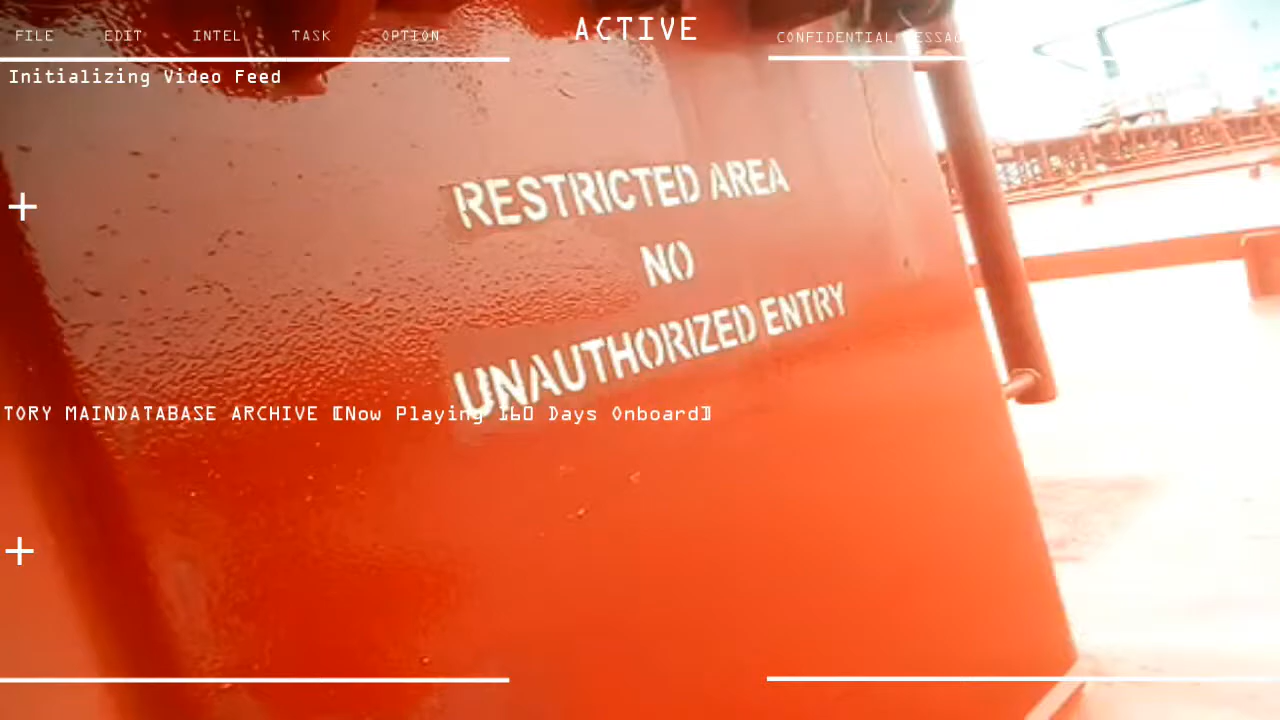 FILE EDIT INTEL TASK OPTION
ACTIVE
CONFIDENTIAL
Initializing Video Feed
RESTRICTED AREA
NO
UNAUTHORIZED ENTRY
TORY MAINDATABASE ARCHIVE [Now Playing 160 Days Onboard]